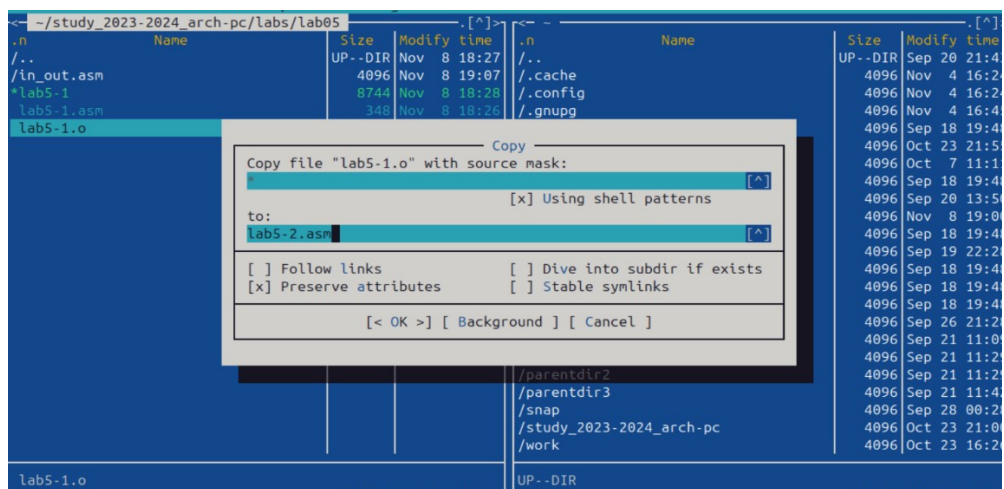 <- ~/study_2023-2024_arch-pc/labs/lab05 .[^]>
.n Name Size Modify time
/.. UP--DIR Nov 8 18:27
/in_out.asm 4096 Nov 8 19:07
*lab5-1 8744 Nov 8 18:28
lab5-1.asm 348 Nov 8 18:26
lab5-1.o
lab5-1.o
<- ~ .[^]>
.n Name Size Modify time
/.. UP--DIR Sep 20 21:4
/.cache 4096 Nov 4 16:24
/.config 4096 Nov 4 16:24
/.gnupg 4096 Nov 4 16:4
4096 Sep 18 19:48
4096 Oct 23 21:5
4096 Oct 7 11:1
4096 Sep 18 19:48
4096 Sep 20 13:50
4096 Nov 8 19:00
4096 Sep 18 19:48
4096 Sep 19 22:28
4096 Sep 18 19:48
4096 Sep 18 19:48
4096 Sep 18 19:48
4096 Sep 26 21:28
4096 Sep 21 11:09
4096 Sep 21 11:29
/parentdir2 4096 Sep 21 11:29
/parentdir3 4096 Sep 21 11:42
/snap 4096 Sep 28 00:28
/study_2023-2024_arch-pc 4096 Oct 23 21:00
/work 4096 Oct 23 16:26
UP--DIR
Copy
Copy file "lab5-1.o" with source mask:
* [^]
[x] Using shell patterns
to:
lab5-2.asm [^]
[ ] Follow links [ ] Dive into subdir if exists
[x] Preserve attributes [ ] Stable symlinks
[< OK >] [ Background ] [ Cancel ]